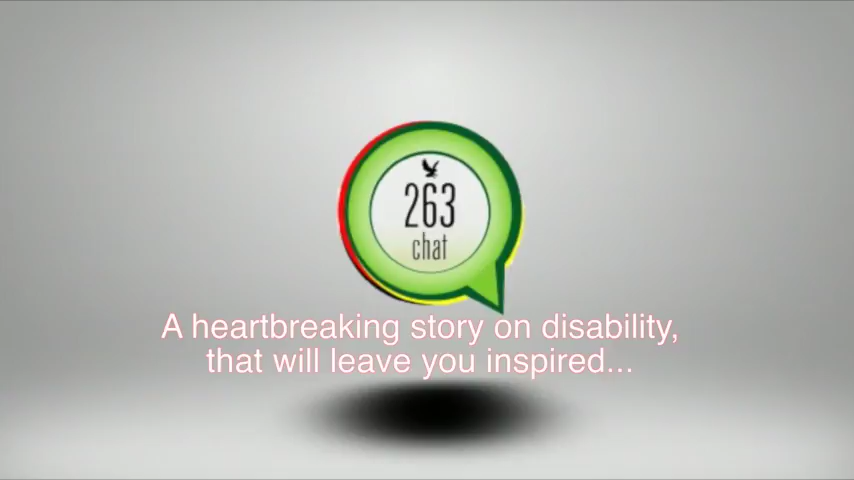 263
chat
A heartbreaking story on disability,
that will leave you inspired...